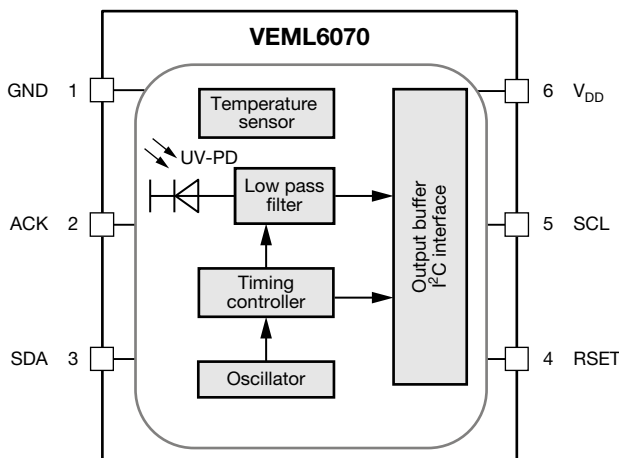 VEML6070
GND 1
6 V_DD
Temperature
sensor
UV-PD
Low pass
filter
ACK 2
5 SCL
Output buffer
I²C interface
Timing
controller
SDA 3
4 RSET
Oscillator